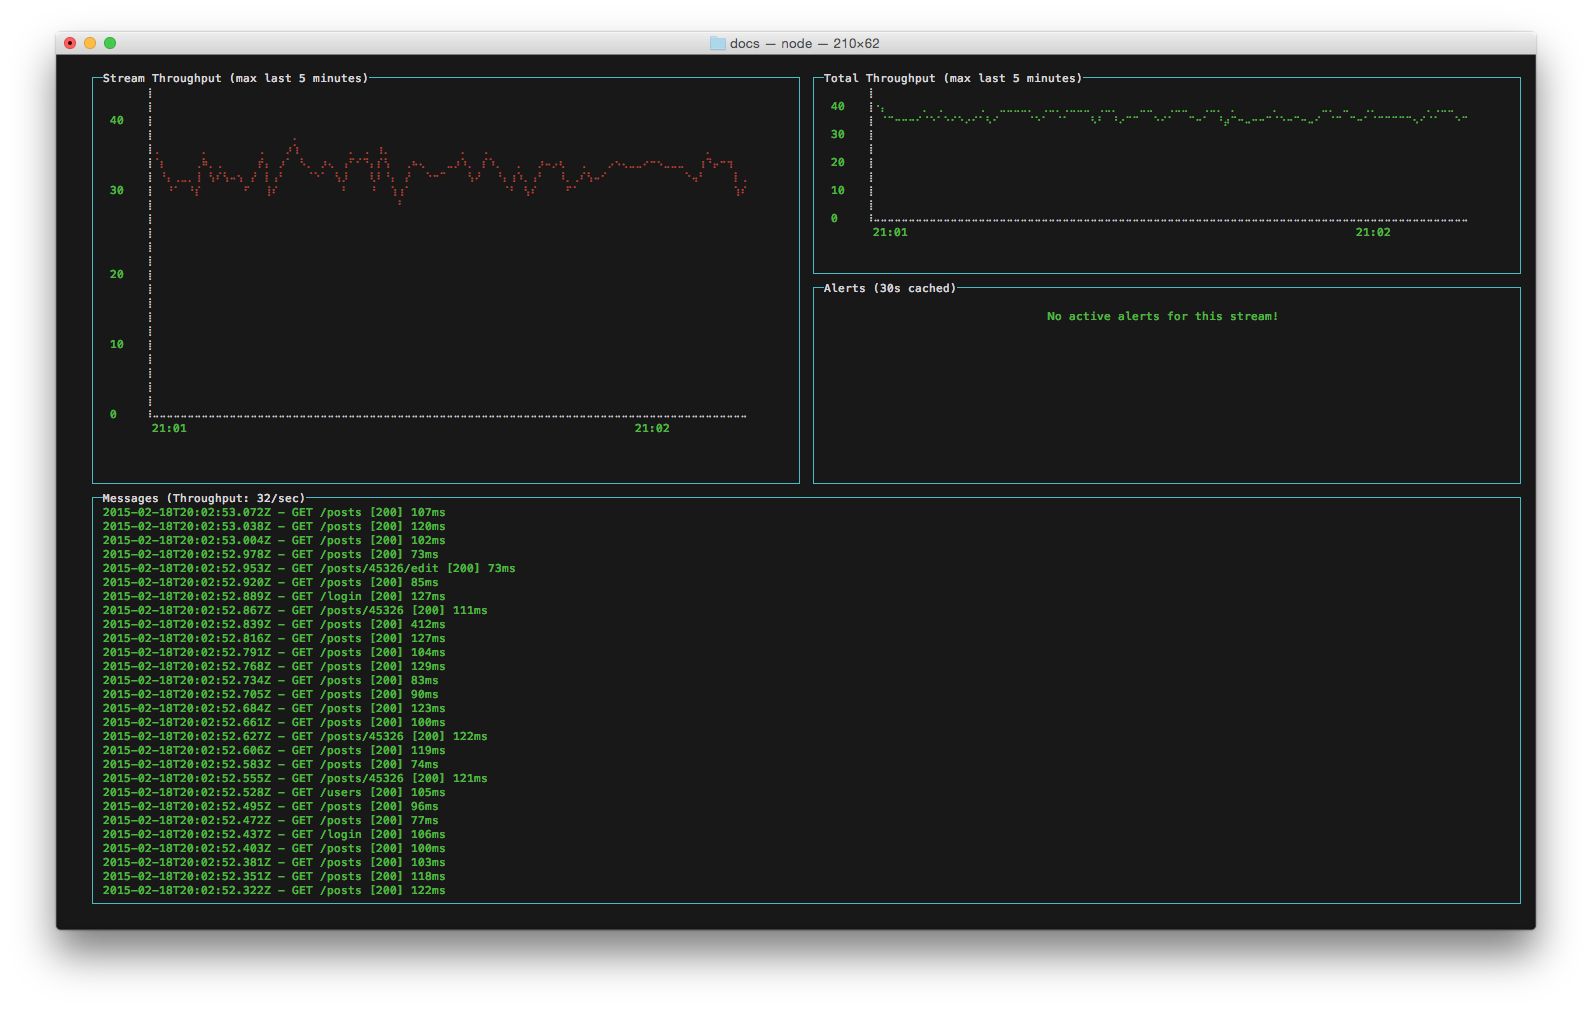 docs — node — 210×62
Stream Throughput (max last 5 minutes)
40
30
20
10
0
21:01 21:02
Total Throughput (max last 5 minutes)
40
30
20
10
0
21:01 21:02
Alerts (30s cached)
No active alerts for this stream!
Messages (Throughput: 32/sec)
2015-02-18T20:02:53.072Z - GET /posts [200] 107ms
2015-02-18T20:02:53.038Z - GET /posts [200] 120ms
2015-02-18T20:02:53.004Z - GET /posts [200] 102ms
2015-02-18T20:02:52.978Z - GET /posts [200] 73ms
2015-02-18T20:02:52.953Z - GET /posts/45326/edit [200] 73ms
2015-02-18T20:02:52.920Z - GET /posts [200] 85ms
2015-02-18T20:02:52.889Z - GET /login [200] 127ms
2015-02-18T20:02:52.867Z - GET /posts/45326 [200] 111ms
2015-02-18T20:02:52.839Z - GET /posts [200] 412ms
2015-02-18T20:02:52.816Z - GET /posts [200] 127ms
2015-02-18T20:02:52.791Z - GET /posts [200] 104ms
2015-02-18T20:02:52.768Z - GET /posts [200] 129ms
2015-02-18T20:02:52.734Z - GET /posts [200] 83ms
2015-02-18T20:02:52.705Z - GET /posts [200] 90ms
2015-02-18T20:02:52.684Z - GET /posts [200] 123ms
2015-02-18T20:02:52.661Z - GET /posts [200] 100ms
2015-02-18T20:02:52.627Z - GET /posts/45326 [200] 122ms
2015-02-18T20:02:52.606Z - GET /posts [200] 119ms
2015-02-18T20:02:52.583Z - GET /posts [200] 74ms
2015-02-18T20:02:52.555Z - GET /posts/45326 [200] 121ms
2015-02-18T20:02:52.528Z - GET /users [200] 105ms
2015-02-18T20:02:52.495Z - GET /posts [200] 96ms
2015-02-18T20:02:52.472Z - GET /posts [200] 77ms
2015-02-18T20:02:52.437Z - GET /login [200] 106ms
2015-02-18T20:02:52.403Z - GET /posts [200] 100ms
2015-02-18T20:02:52.381Z - GET /posts [200] 103ms
2015-02-18T20:02:52.351Z - GET /posts [200] 118ms
2015-02-18T20:02:52.322Z - GET /posts [200] 122ms